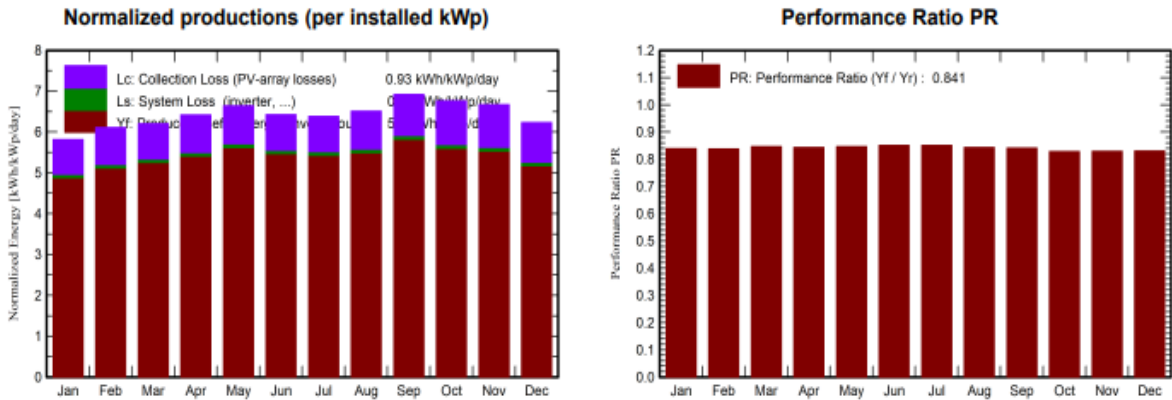 Normalized productions (per installed kWp)
Lc: Collection Loss (PV-array losses) 0.93 kWh/kWp/day
Ls: System Loss (inverter, ...)
Yf:
Normalized Energy [kWh/kWp/day]
8
7
6
5
4
3
2
1
0
Jan Feb Mar Apr May Jun Jul Aug Sep Oct Nov Dec
Performance Ratio PR
PR: Performance Ratio (Yf / Yr) : 0.841
Performance Ratio PR
1.2
1.1
1.0
0.9
0.8
0.7
0.6
0.5
0.4
0.3
0.2
0.1
0.0
Jan Feb Mar Apr May Jun Jul Aug Sep Oct Nov Dec